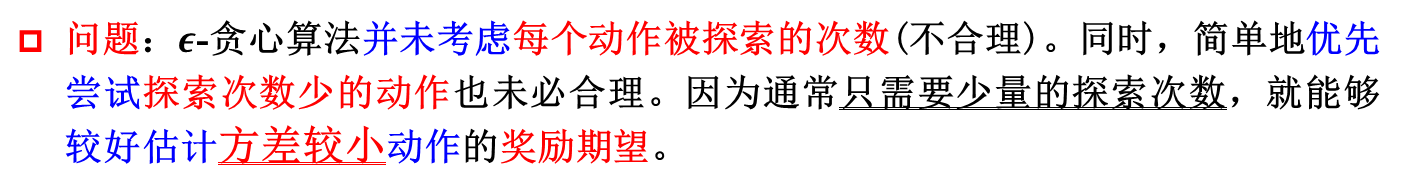 问题：ϵ-贪心算法并未考虑每个动作被探索的次数(不合理)。同时，简单地优先
尝试探索次数少的动作也未必合理。因为通常只需要少量的探索次数，就能够
较好估计方差较小动作的奖励期望。